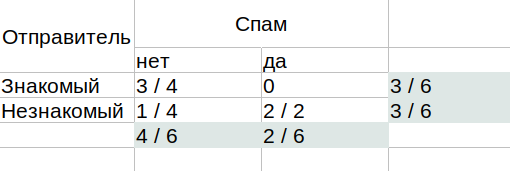 Отправитель Спам
нет да
Знакомый 3 / 4 0 3 / 6
Незнакомый 1 / 4 2 / 2 3 / 6
4 / 6 2 / 6